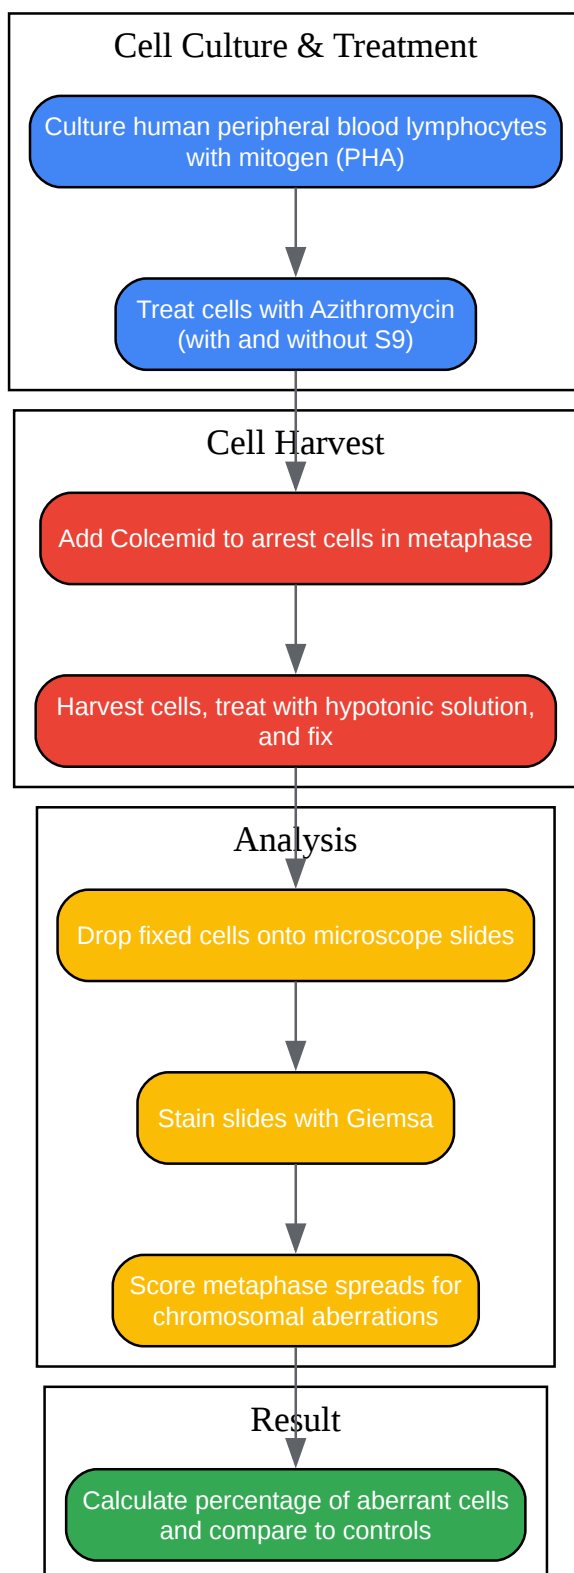 Cell Culture & Treatment
Culture human peripheral blood lymphocytes
with mitogen (PHA)
Treat cells with Azithromycin
(with and without S9)
Cell Harvest
Add Colcemid to arrest cells in metaphase
Harvest cells, treat with hypotonic solution,
and fix
Analysis
Drop fixed cells onto microscope slides
Stain slides with Giemsa
Score metaphase spreads for
chromosomal aberrations
Result
Calculate percentage of aberrant cells
and compare to controls